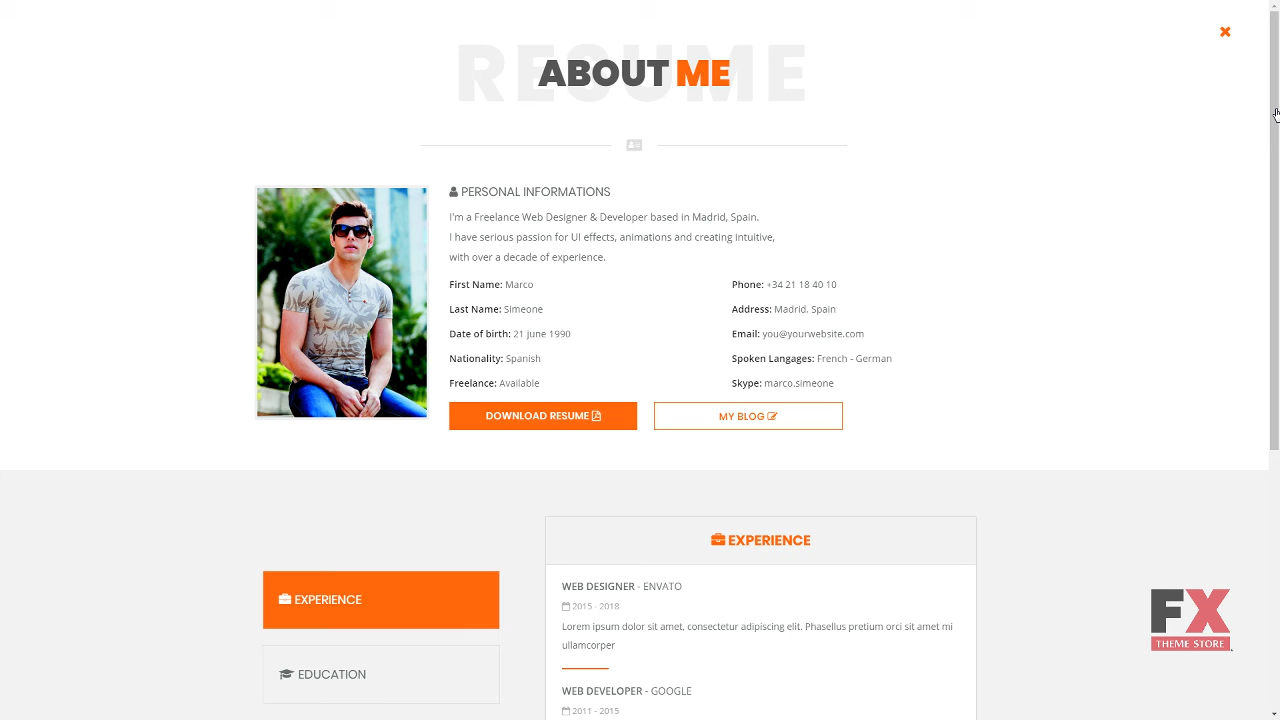 RESUME
ABOUT ME
PERSONAL INFORMATIONS
I'm a Freelance Web Designer & Developer based in Madrid, Spain.
I have serious passion for UI effects, animations and creating intuitive,
with over a decade of experience.
First Name: Marco
Phone: +34 21 18 40 10
Last Name: Simeone
Address: Madrid, Spain
Date of birth: 21 june 1990
Email: you@yourwebsite.com
Nationality: Spanish
Spoken Langages: French - German
Freelance: Available
Skype: marco.simeone
DOWNLOAD RESUME
MY BLOG
EXPERIENCE
EDUCATION
EXPERIENCE
WEB DESIGNER - ENVATO
2015 - 2018
Lorem ipsum dolor sit amet, consectetur adipiscing elit. Phasellus pretium orci sit amet mi
ullamcorper
WEB DEVELOPER - GOOGLE
2011 - 2015
FX
THEME STORE